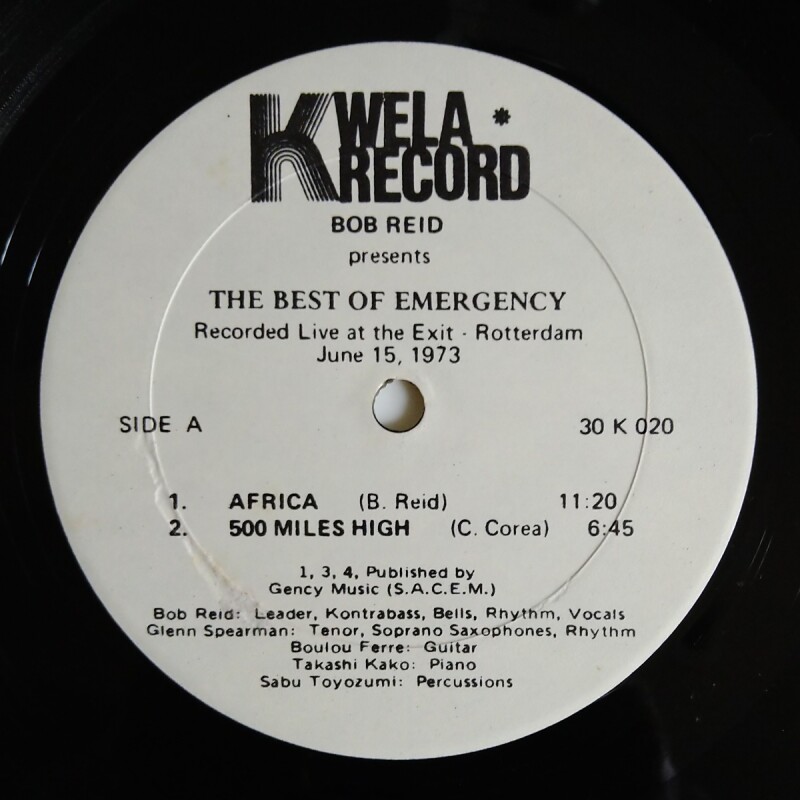 KWELA *
RECORD
BOB REID
presents
THE BEST OF EMERGENCY
Recorded Live at the Exit - Rotterdam
June 15, 1973
SIDE A
30 K 020
1. AFRICA (B. Reid) 11:20
2. 500 MILES HIGH (C. Corea) 6:45
1, 3, 4, Published by
Gency Music (S.A.C.E.M.)
Bob Reid: Leader, Kontrabass, Bells, Rhythm, Vocals
Glenn Spearman: Tenor, Soprano Saxophones, Rhythm
Boulou Ferre: Guitar
Takashi Kako: Piano
Sabu Toyozumi: Percussions